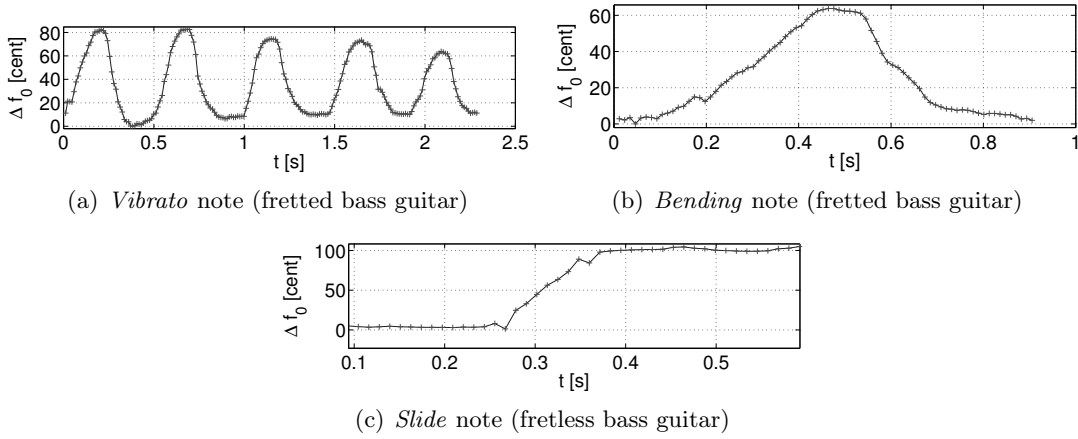 80
60
40
20
0
Δ f0 [cent]
0 0.5 1 1.5 2 2.5
t [s]
(a) Vibrato note (fretted bass guitar)
60
40
20
0
Δ f0 [cent]
0 0.2 0.4 0.6 0.8 1
t [s]
(b) Bending note (fretted bass guitar)
100
50
0
Δ f0 [cent]
0.1 0.2 0.3 0.4 0.5
t [s]
(c) Slide note (fretless bass guitar)